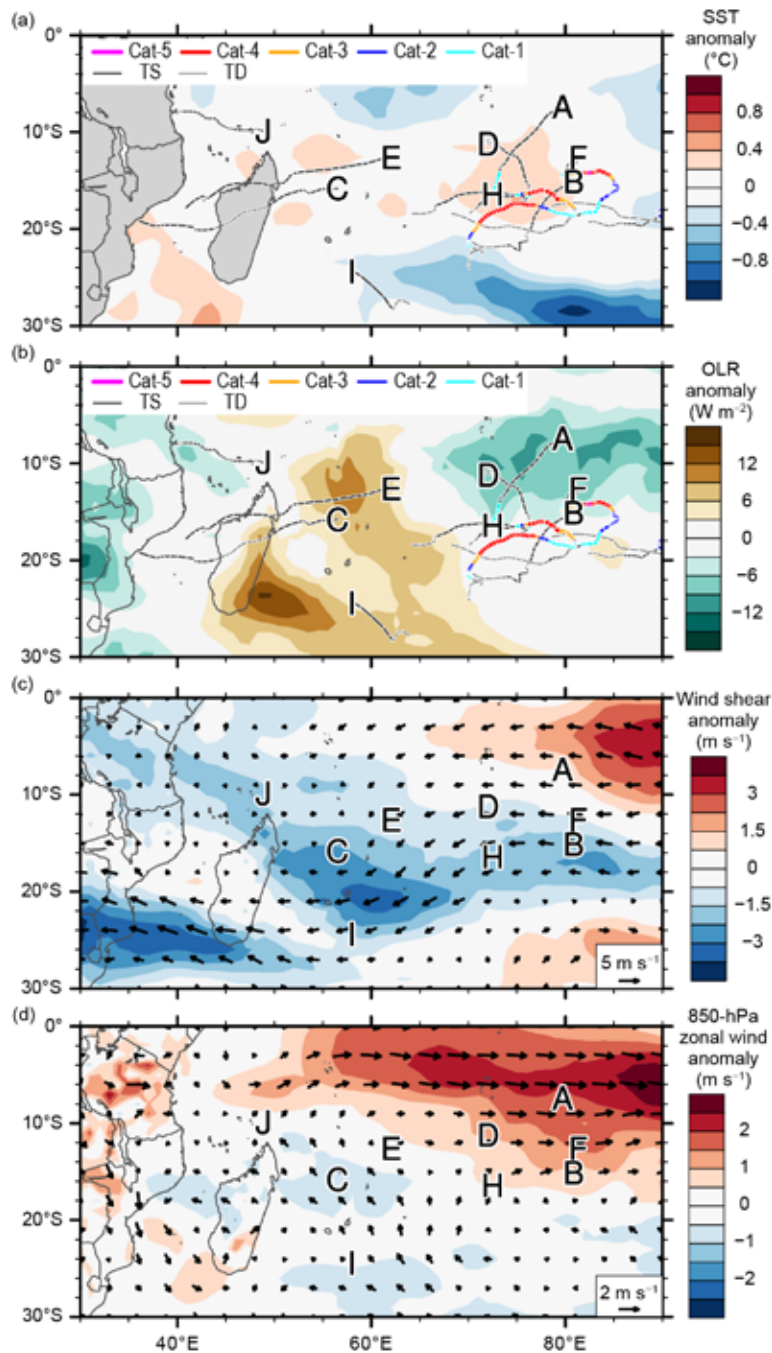 (a)
0°
10°S
20°S
30°S
Cat-5 Cat-4 Cat-3 Cat-2 Cat-1
TS TD
J
E
C
A
D
F
B
H
I
SST
anomaly
(°C)
0.8
0.4
0
−0.4
−0.8
(b)
0°
10°S
20°S
30°S
Cat-5 Cat-4 Cat-3 Cat-2 Cat-1
TS TD
J
E
C
A
D
F
B
H
I
OLR
anomaly
(W m⁻²)
12
6
0
−6
−12
(c)
0°
10°S
20°S
30°S
A
J
D
F
E
C
B
H
I
5 m s⁻¹
Wind shear
anomaly
(m s⁻¹)
3
1.5
0
−1.5
−3
(d)
0°
10°S
20°S
30°S
A
J
D
F
E
C
B
H
I
2 m s⁻¹
850-hPa
zonal wind
anomaly
(m s⁻¹)
2
1
0
−1
−2
40°E 60°E 80°E